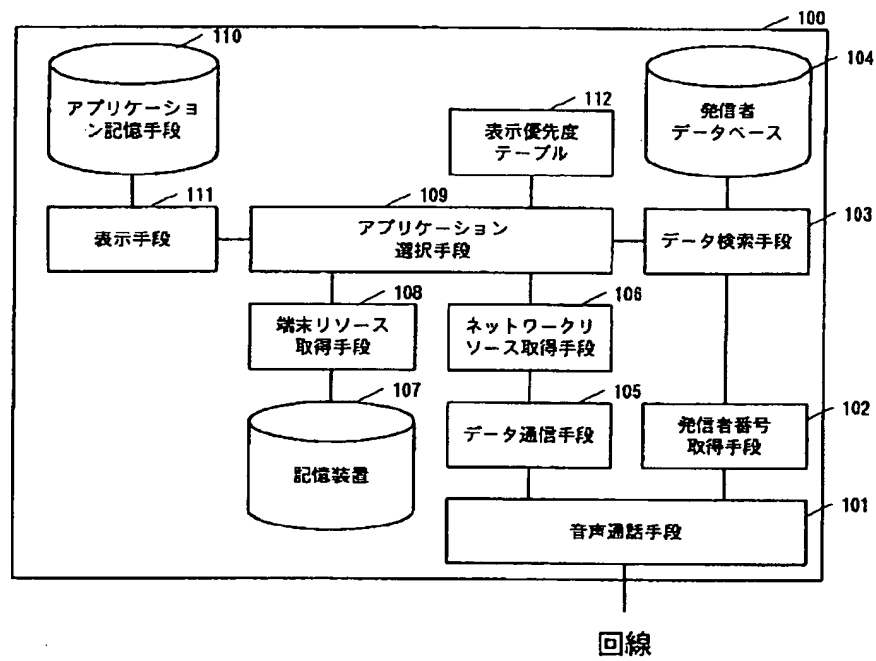 100
110
アプリケーショ
ン記憶手段
104
発信者
データベース
112
表示優先度
テーブル
111
表示手段
109
アプリケーション
選択手段
103
データ検索手段
108
端末リソース
取得手段
106
ネットワークリ
ソース取得手段
107
記憶装置
105
データ通信手段
102
発信者番号
取得手段
101
音声通話手段
回線